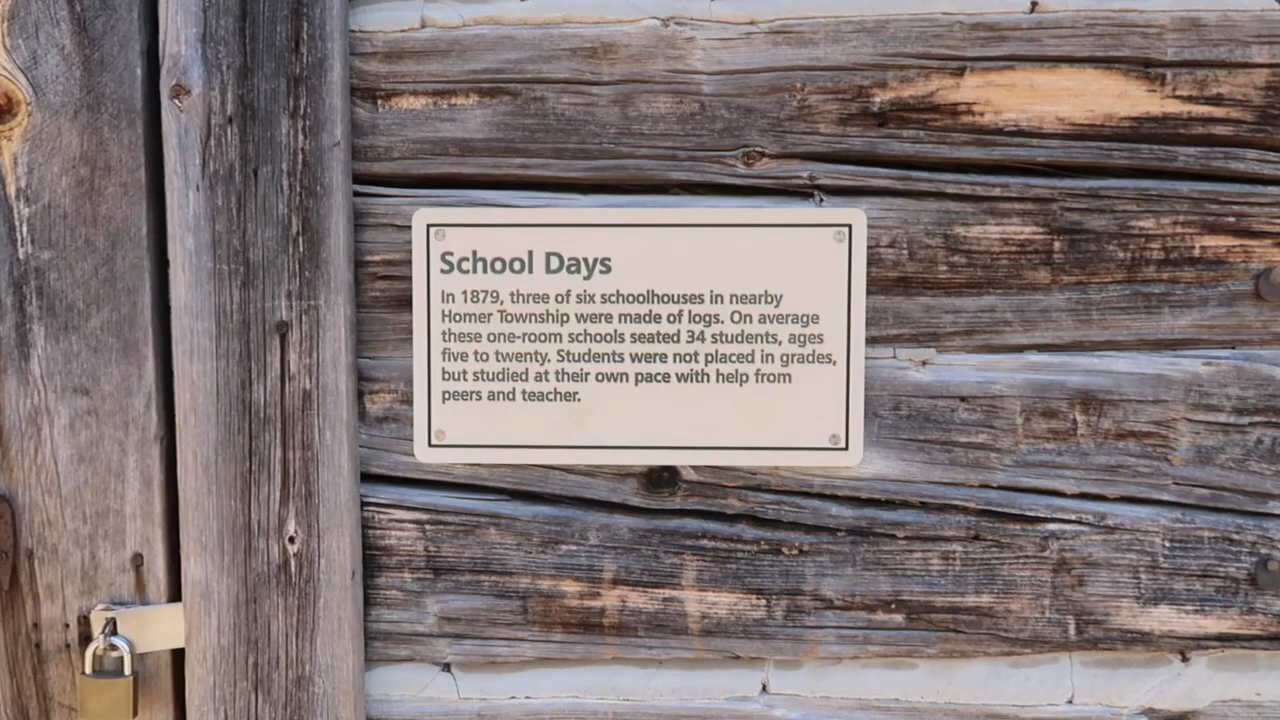 School Days
In 1879, three of six schoolhouses in nearby
Homer Township were made of logs. On average
these one-room schools seated 34 students, ages
five to twenty. Students were not placed in grades,
but studied at their own pace with help from
peers and teacher.